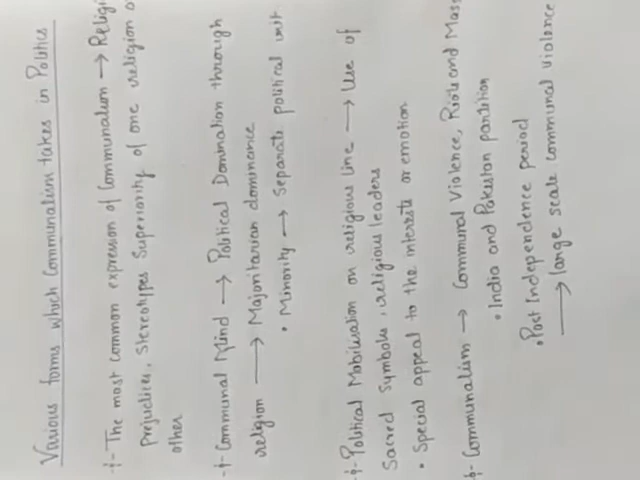 Various forms which Communalism takes in Politics
The most common expression of Communalism →
Prejudices, Stereotypes Superiority of one religion
other
Communal Mind → Political Domination through
religion → Majoritarian dominance
• Minority → Separate political unit
Political Mobilisation on religious line → Use of
Sacred Symbols, religious leaders
• Special appeal to the interests or emotion
Communalism → Communal Violence, Riots and
• India and Pakistan partition
• Post Independence period
→ large scale communal violence